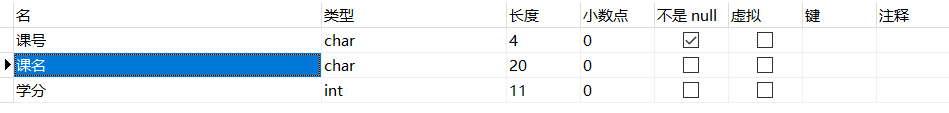 名 类型 长度 小数点 不是 null 虚拟 键 注释
课号 char 4 0
课名 char 20 0
学分 int 11 0